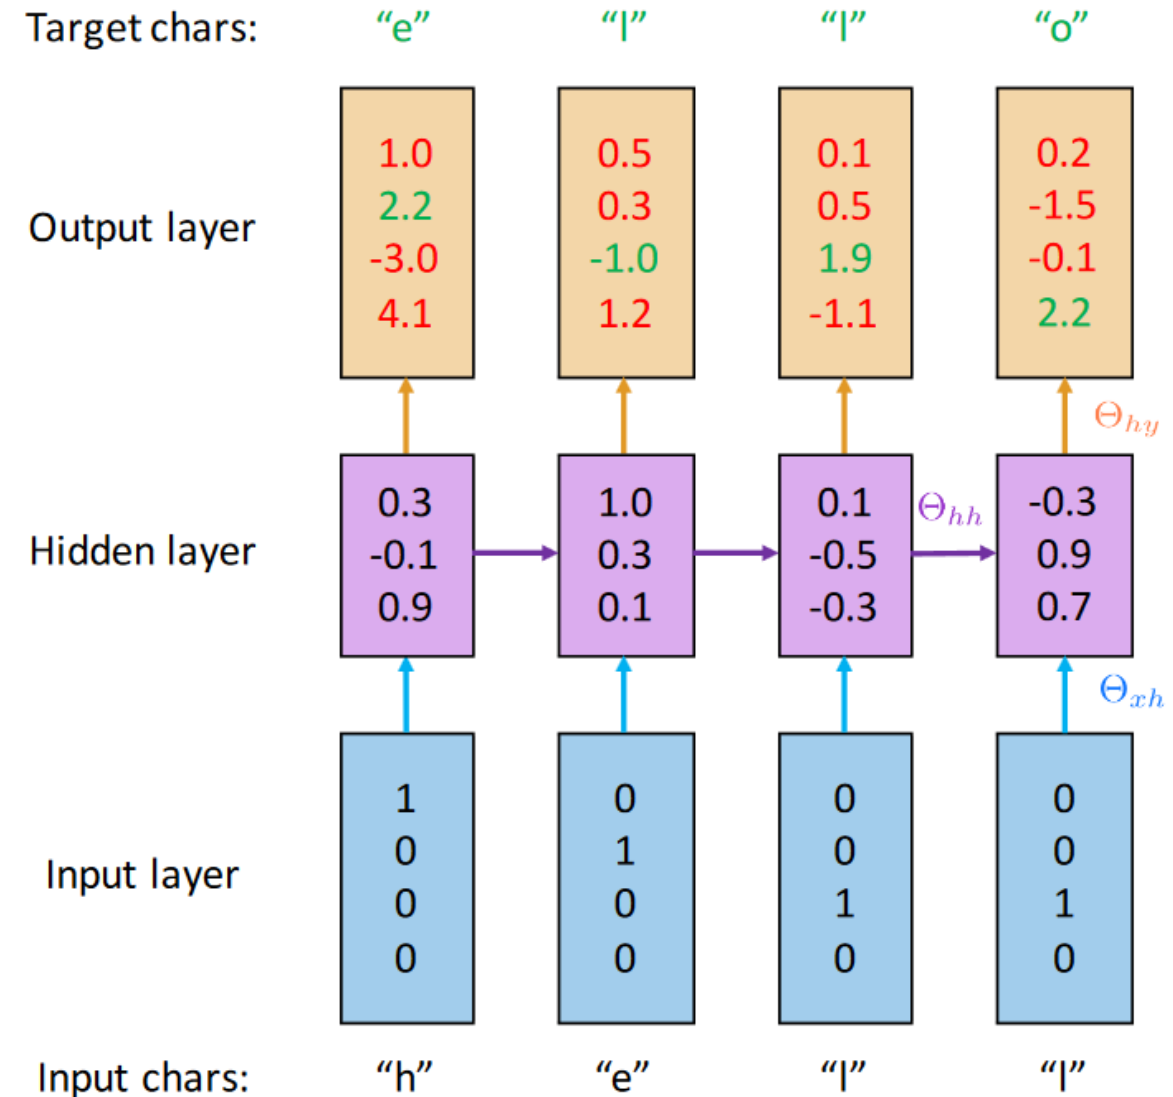 Target chars: “e” “l” “l” “o”
1.0 0.5 0.1 0.2
2.2 0.3 0.5 -1.5
Output layer
-3.0 -1.0 1.9 -0.1
4.1 1.2 -1.1 2.2
Θhy
0.3 1.0 0.1 Θhh -0.3
Hidden layer -0.1 0.3 -0.5 0.9
0.9 0.1 -0.3 0.7
Θxh
1 0 0 0
0 1 0 0
Input layer
0 0 1 1
0 0 0 0
Input chars: “h” “e” “l” “l”